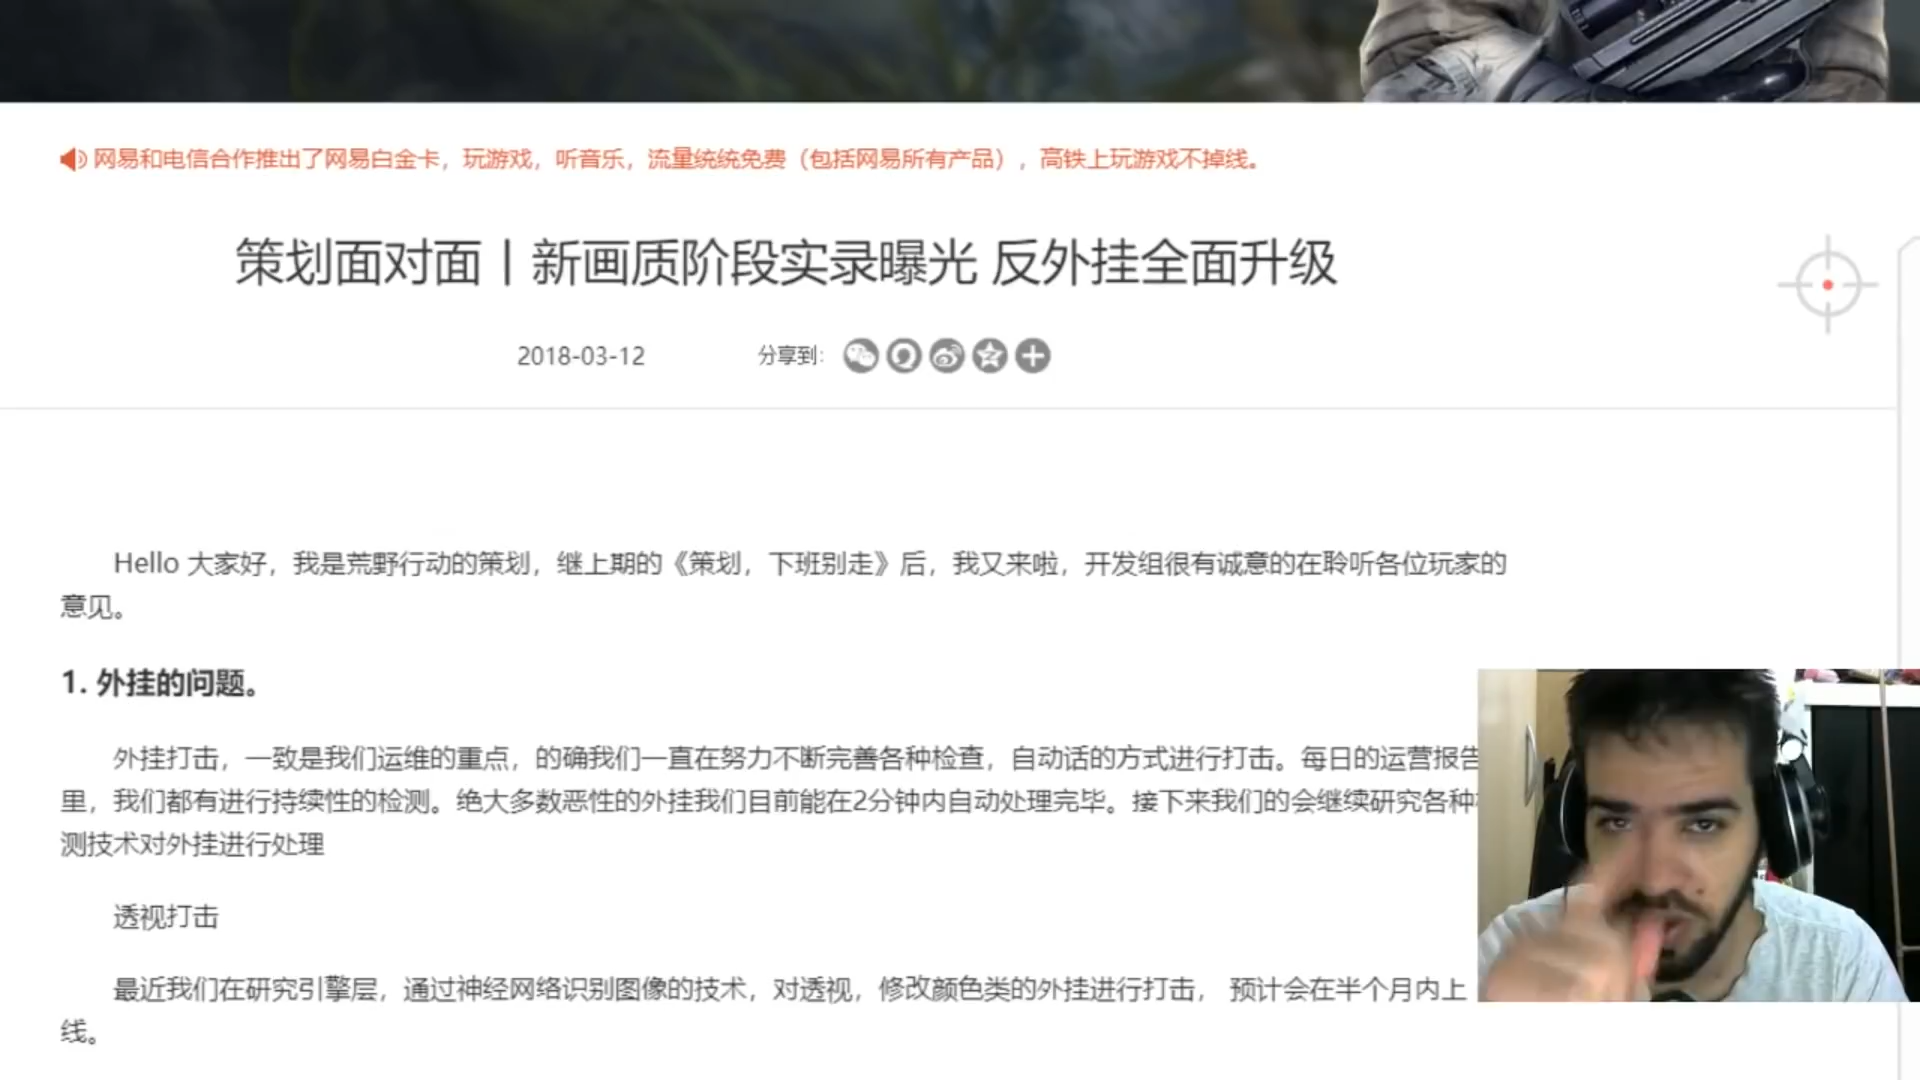 网易和电信合作推出了网易白金卡，玩游戏，听音乐，流量统统免费（包括网易所有产品），高铁上玩游戏不掉线。
策划面对面丨新画质阶段实录曝光 反外挂全面升级
2018-03-12 分享到：
Hello 大家好，我是荒野行动的策划，继上期的《策划，下班别走》后，我又来啦，开发组很有诚意的在聆听各位玩家的
意见。
1. 外挂的问题。
外挂打击，一致是我们运维的重点，的确我们一直在努力不断完善各种检查，自动话的方式进行打击。每日的运营报告
里，我们都有进行持续性的检测。绝大多数恶性的外挂我们目前能在2分钟内自动处理完毕。接下来我们的会继续研究各种
测技术对外挂进行处理
透视打击
最近我们在研究引擎层，通过神经网络识别图像的技术，对透视，修改颜色类的外挂进行打击， 预计会在半个月内上
线。